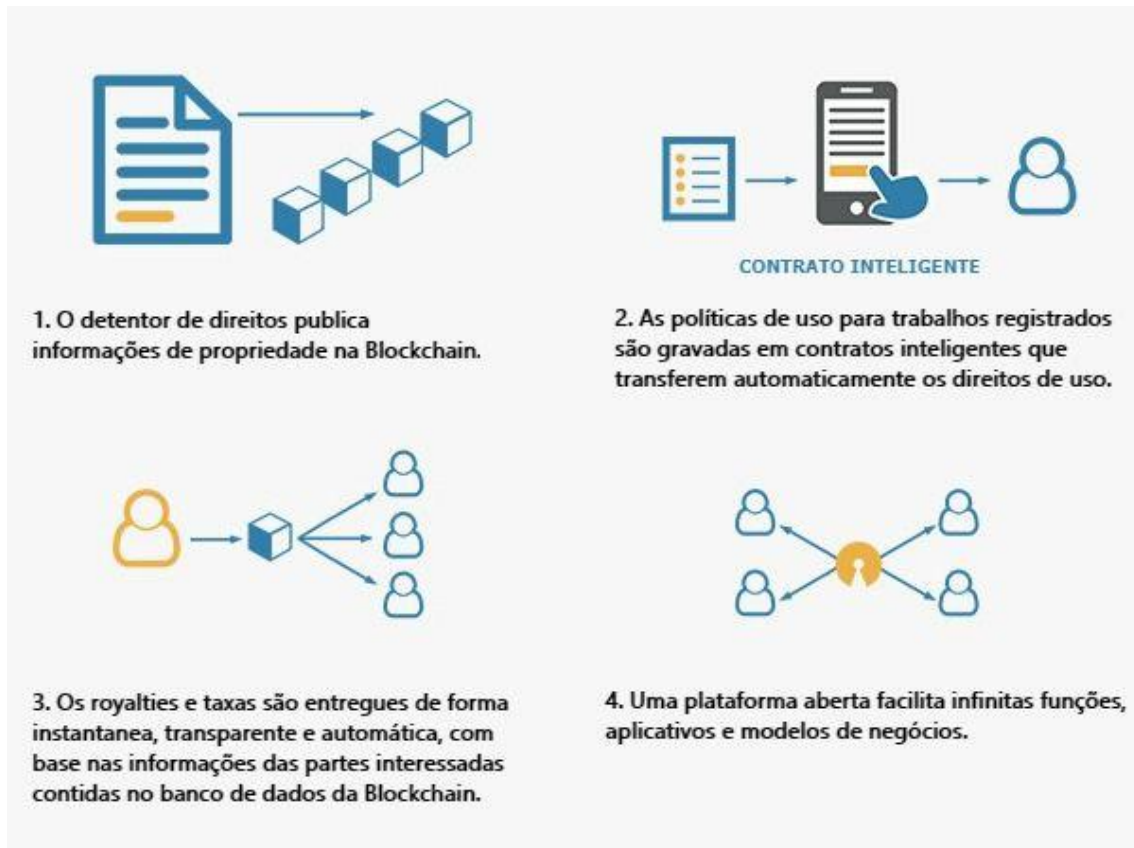 CONTRATO INTELIGENTE
1. O detentor de direitos publica
informações de propriedade na Blockchain.
2. As políticas de uso para trabalhos registrados
são gravadas em contratos inteligentes que
transferem automaticamente os direitos de uso.
3. Os royalties e taxas são entregues de forma
instantanea, transparente e automática, com
base nas informações das partes interessadas
contidas no banco de dados da Blockchain.
4. Uma plataforma aberta facilita infinitas funções,
aplicativos e modelos de negócios.